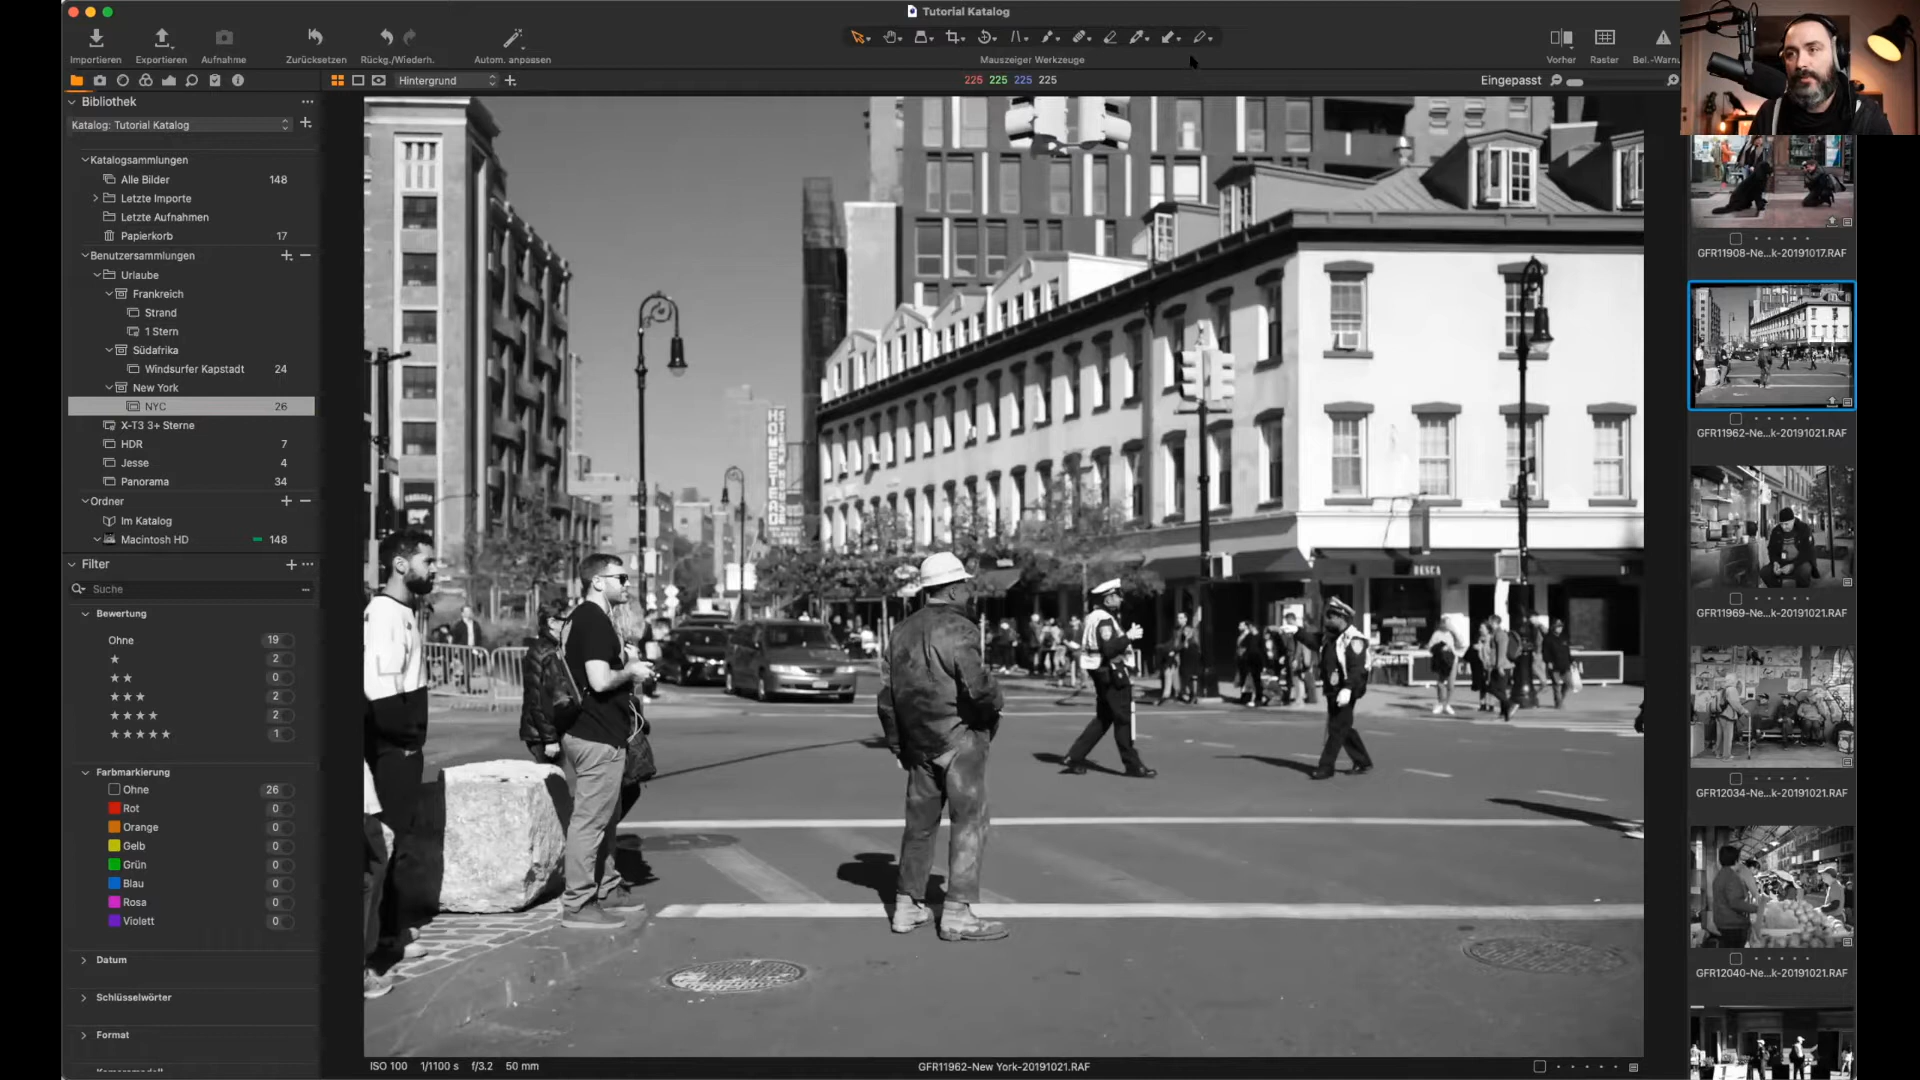 Tutorial Katalog
Importieren
Exportieren
Aufnahme
Zurücksetzen
Rückg./Wiederh.
Autom. anpassen
Mauszeiger Werkzeuge
Vorher
Raster
Bel.-Warnu
Hintergrund
225 225 225 225
Eingepasst
Bibliothek
Katalog: Tutorial Katalog
Katalogsammlungen
Alle Bilder 148
Letzte Importe
Letzte Aufnahmen
Papierkorb 17
Benutzersammlungen
Urlaube
Frankreich
Strand
1 Stern
Südafrika
Windsurfer Kapstadt 24
New York
NYC 26
X-T3 3+ Sterne
HDR 7
Jesse 4
Panorama 34
Ordner
Im Katalog
Macintosh HD 148
Filter
Suche
Bewertung
Ohne 19
★ 2
★★ 0
★★★ 2
★★★★ 2
★★★★★ 1
Farbmarkierung
Ohne 26
Rot 0
Orange 0
Gelb 0
Grün 0
Blau 0
Rosa 0
Violett 0
Datum
Schlüsselwörter
Format
Kameramodell
HOMESTEAD
ISO 100 1/1100 s f/3.2 50 mm
GFR11962-New York-20191021.RAF
GFR11908-Ne...k-20191017.RAF
GFR11962-Ne...k-20191021.RAF
GFR11969-Ne...k-20191021.RAF
GFR12034-Ne...k-20191021.RAF
GFR12040-Ne...k-20191021.RAF